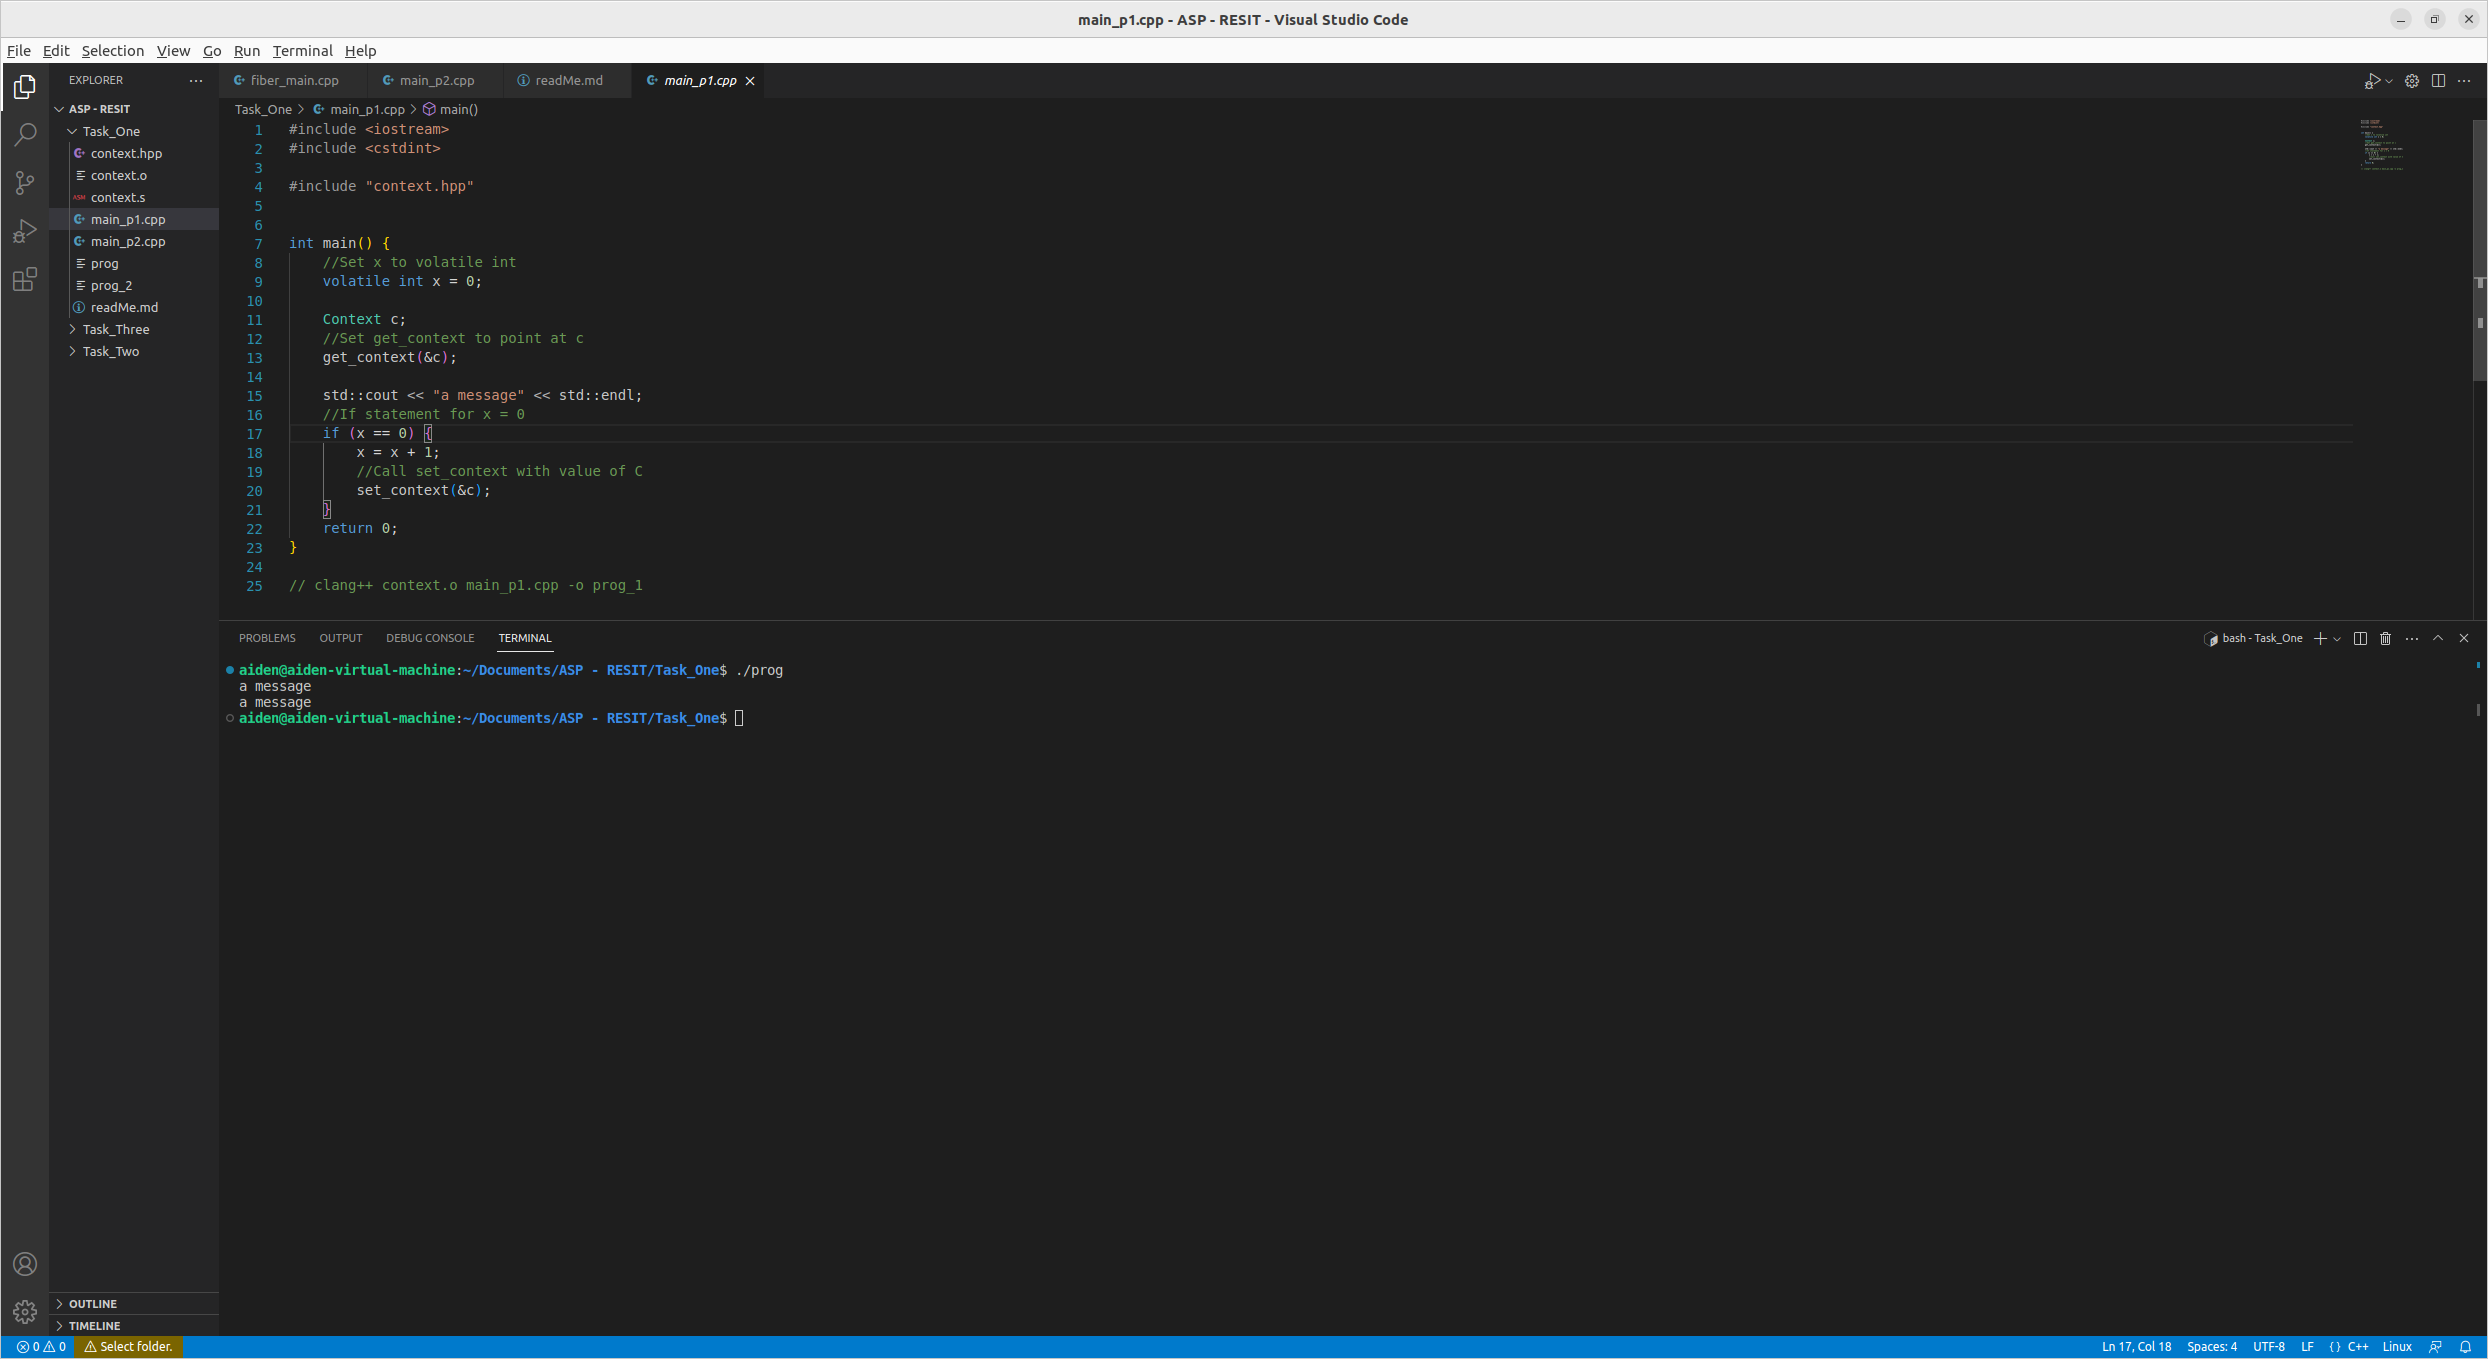 main_p1.cpp - ASP - RESIT - Visual Studio Code
File Edit Selection View Go Run Terminal Help
EXPLORER
ASP - RESIT
Task_One
context.hpp
context.o
ASM context.s
main_p1.cpp
main_p2.cpp
prog
prog_2
readMe.md
Task_Three
Task_Two
OUTLINE
TIMELINE
fiber_main.cpp main_p2.cpp readMe.md main_p1.cpp
Task_One > main_p1.cpp > main()
1 #include <iostream>
2 #include <cstdint>
3
4 #include "context.hpp"
5
6
7 int main() {
8 //Set x to volatile int
9 volatile int x = 0;
10
11 Context c;
12 //Set get_context to point at c
13 get_context(&c);
14
15 std::cout << "a message" << std::endl;
16 //If statement for x = 0
17 if (x == 0) {
18 x = x + 1;
19 //Call set_context with value of C
20 set_context(&c);
21 }
22 return 0;
23 }
24
25 // clang++ context.o main_p1.cpp -o prog_1
PROBLEMS OUTPUT DEBUG CONSOLE TERMINAL
bash - Task_One
aiden@aiden-virtual-machine:~/Documents/ASP - RESIT/Task_One$ ./prog
a message
a message
aiden@aiden-virtual-machine:~/Documents/ASP - RESIT/Task_One$
0 0 Select folder.
Ln 17, Col 18 Spaces: 4 UTF-8 LF {} C++ Linux